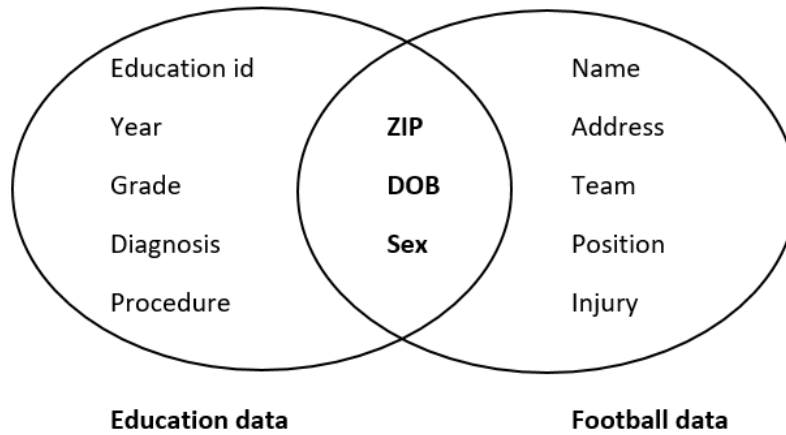 Education id
Year
Grade
Diagnosis
Procedure
ZIP
DOB
Sex
Name
Address
Team
Position
Injury
Education data
Football data